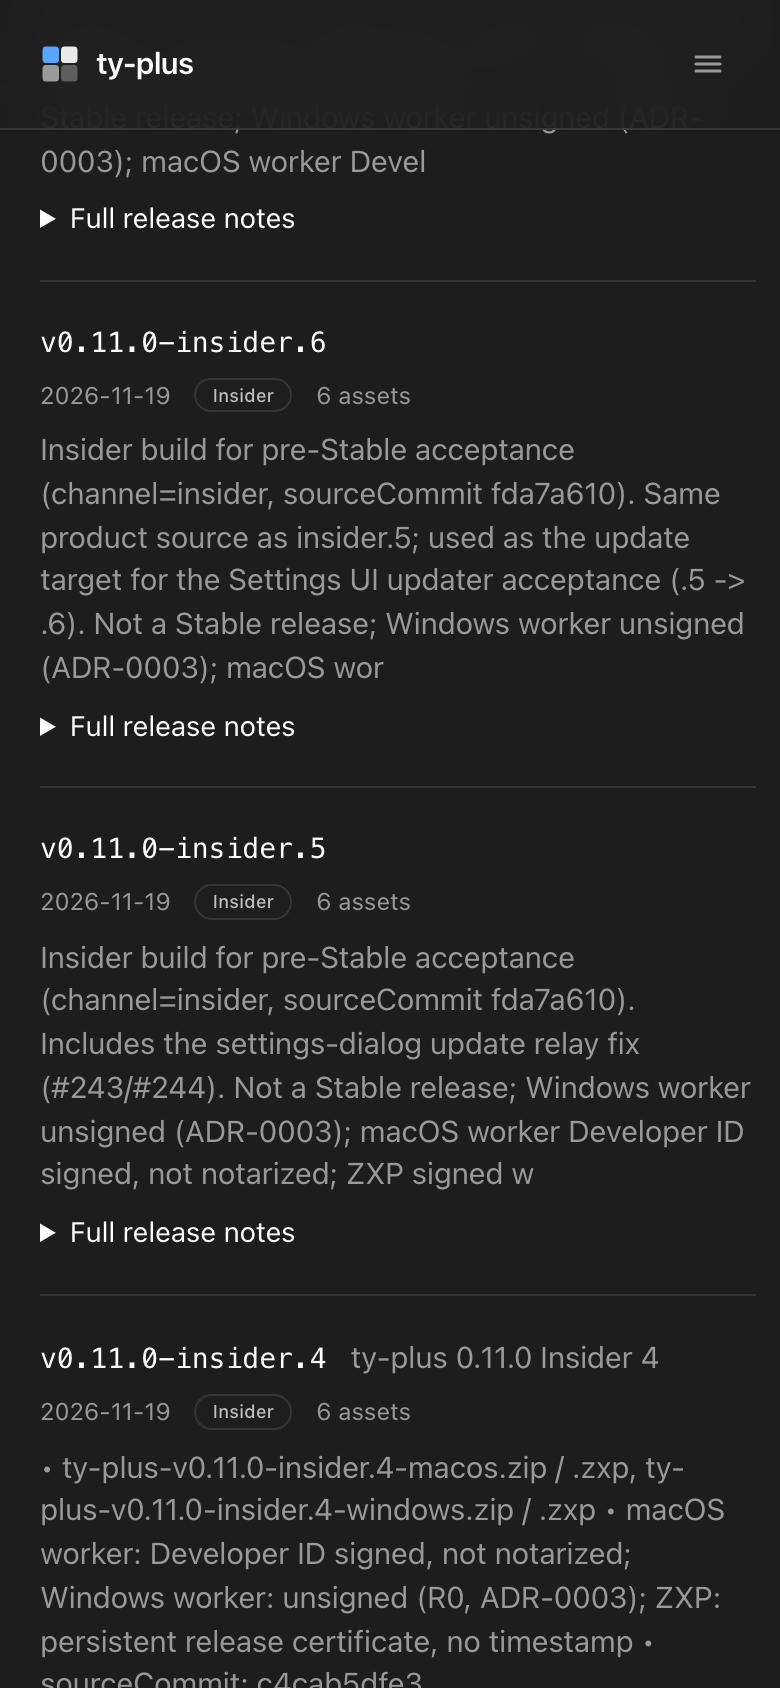 ty-plus
Stable release; Windows worker unsigned (ADR-
0003); macOS worker Devel
Full release notes
v0.11.0-insider.6
2026-11-19 Insider 6 assets
Insider build for pre-Stable acceptance
(channel=insider, sourceCommit fda7a610). Same
product source as insider.5; used as the update
target for the Settings UI updater acceptance (.5 ->
.6). Not a Stable release; Windows worker unsigned
(ADR-0003); macOS wor
Full release notes
v0.11.0-insider.5
2026-11-19 Insider 6 assets
Insider build for pre-Stable acceptance
(channel=insider, sourceCommit fda7a610).
Includes the settings-dialog update relay fix
(#243/#244). Not a Stable release; Windows worker
unsigned (ADR-0003); macOS worker Developer ID
signed, not notarized; ZXP signed w
Full release notes
v0.11.0-insider.4 ty-plus 0.11.0 Insider 4
2026-11-19 Insider 6 assets
• ty-plus-v0.11.0-insider.4-macos.zip / .zxp, ty-
plus-v0.11.0-insider.4-windows.zip / .zxp • macOS
worker: Developer ID signed, not notarized;
Windows worker: unsigned (R0, ADR-0003); ZXP:
persistent release certificate, no timestamp •
sourceCommit: c4cab5dfe3